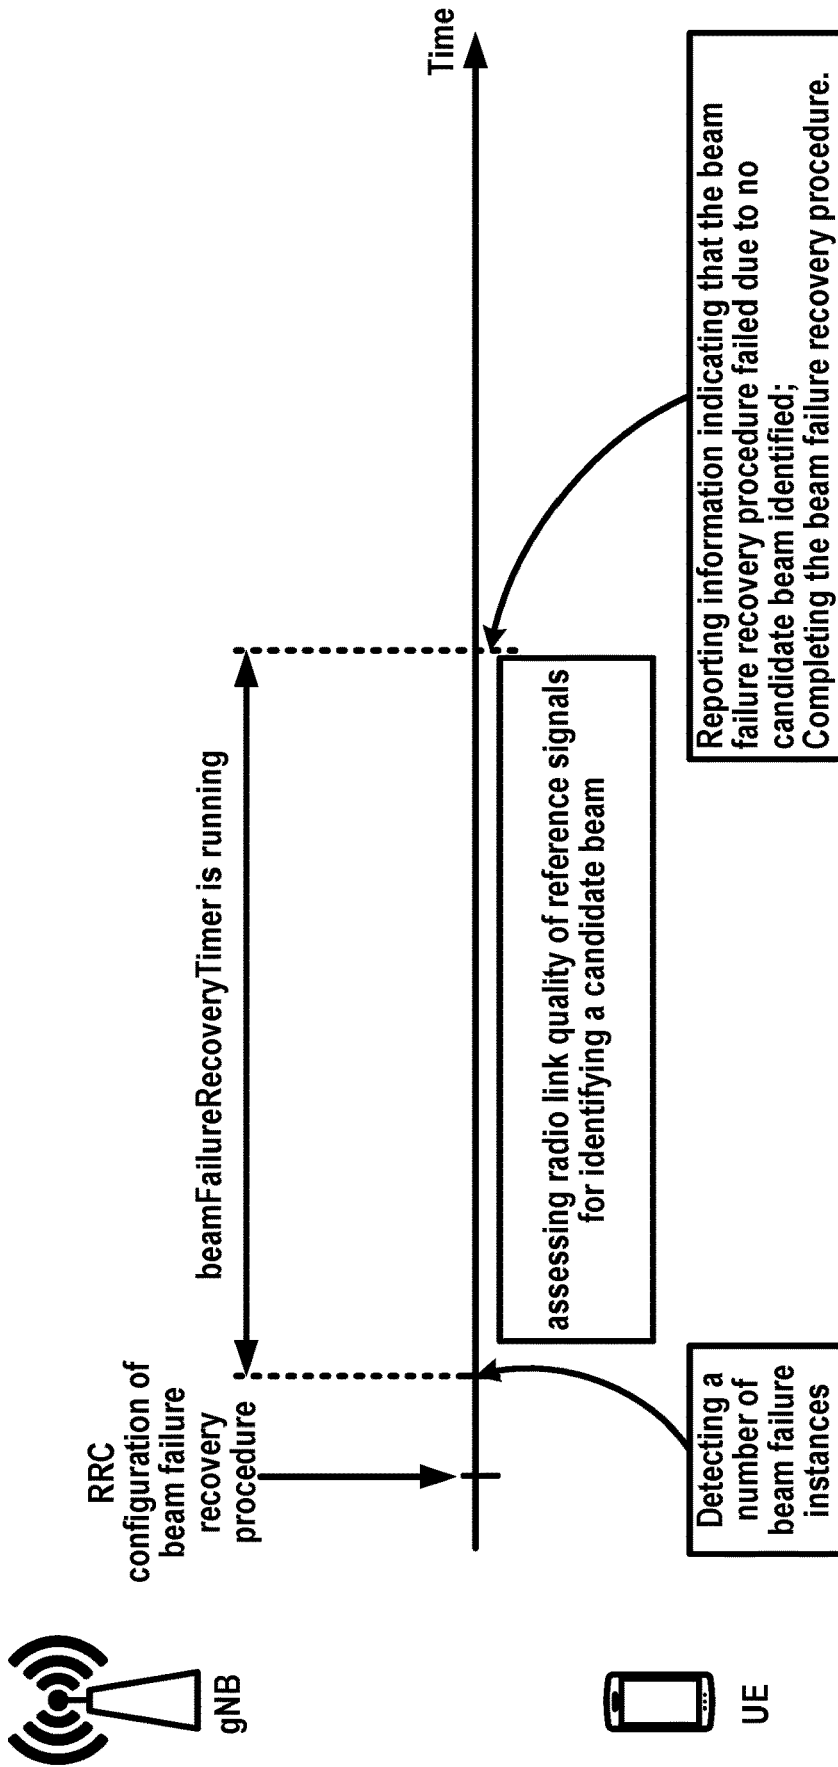 gNB
UE
RRC
configuration of
beam failure
recovery
procedure
beamFailureRecoveryTimer is running
Time
assessing radio link quality of reference signals
for identifying a candidate beam
Detecting a
number of
beam failure
instances
Reporting information indicating that the beam
failure recovery procedure failed due to no
candidate beam identified;
Completing the beam failure recovery procedure.